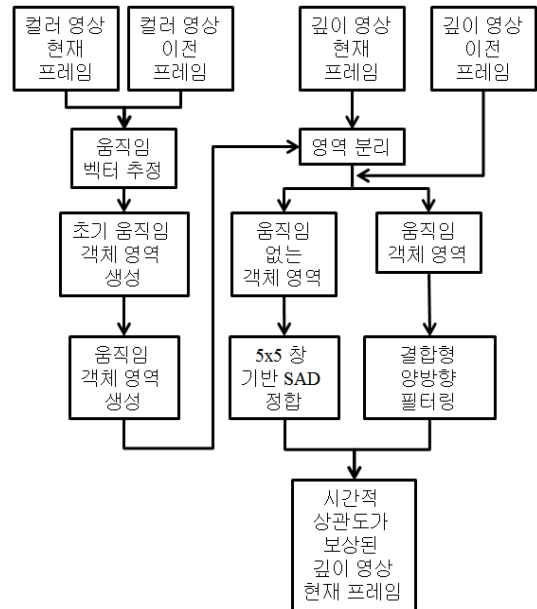 컬러 영상
현재
프레임
컬러 영상
이전
프레임
깊이 영상
현재
프레임
깊이 영상
이전
프레임
움직임
벡터 추정
영역 분리
초기 움직임
객체 영역
생성
움직임
없는
객체 영역
움직임
객체 영역
움직임
객체 영역
생성
5x5 창
기반 SAD
정합
결합형
양방향
필터링
시간적
상관도가
보상된
깊이 영상
현재 프레임